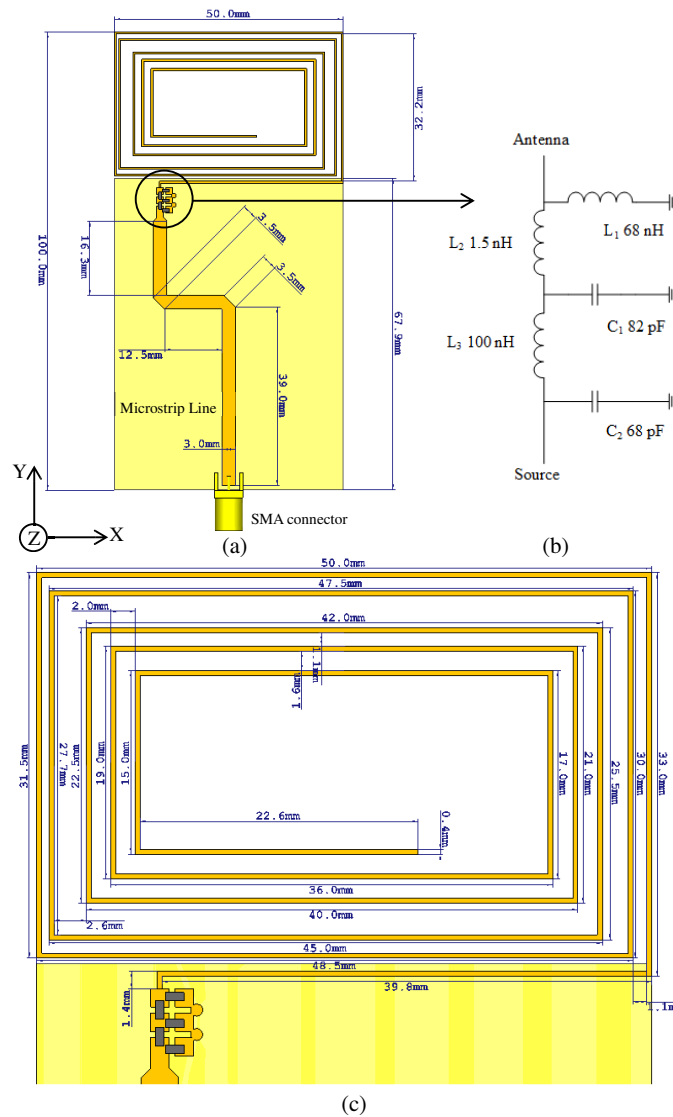 50.0mm
32.2mm
100.0mm
16.3mm
3.5mm
3.5mm
12.5mm
67.9mm
39.0mm
Microstrip Line
3.0mm
SMA connector
Y
Z
X
(a)
Antenna
L1 68 nH
L2 1.5 nH
C1 82 pF
L3 100 nH
C2 68 pF
Source
(b)
50.0mm
47.5mm
2.0mm
42.0mm
1.1mm
1.6mm
31.5mm
27.7mm
22.5mm
19.0mm
15.0mm
17.0mm
21.0mm
25.5mm
30.0mm
33.0mm
22.6mm
0.4mm
36.0mm
40.0mm
2.6mm
45.0mm
48.5mm
39.8mm
1.4mm
1.1m
(c)